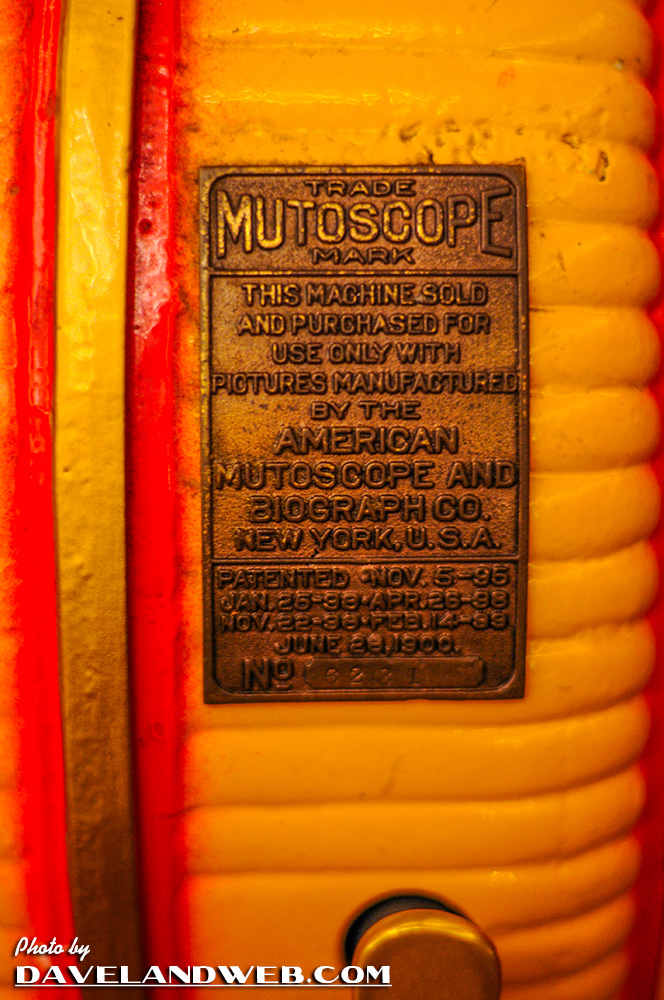 TRADE
MUTOSCOPE
MARK
THIS MACHINE SOLD
AND PURCHASED FOR
USE ONLY WITH
PICTURES MANUFACTURED
BY THE
AMERICAN
MUTOSCOPE AND
BIOGRAPH CO.
NEW YORK, U.S.A.
PATENTED • NOV. 5-95
JAN. 25-98 • APR. 26-98
NOV. 22-98 • FEB. 14-99
JUNE 26, 1900.
No
Photo by
DAVELANDWEB.COM